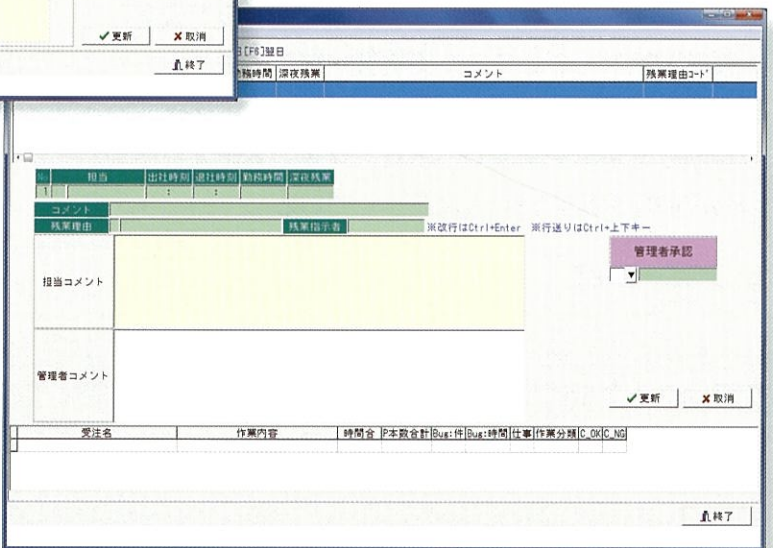 ✓更新 ✗取消
終了
[F6]翌日
務時間 深夜残業 コメント 残業理由コード
No 担当 出社時刻 退社時刻 勤務時間 深夜残業
1 : :
コメント
残業理由 残業指示者 ※改行はCtrl+Enter ※行送りはCtrl+上下キー
管理者承認
担当コメント
管理者コメント
✓更新 ✗取消
受注名 作業内容 時間合 P本数合計 Bug:件 Bug:時間 仕事 作業分類 C_OK C_NG
終了